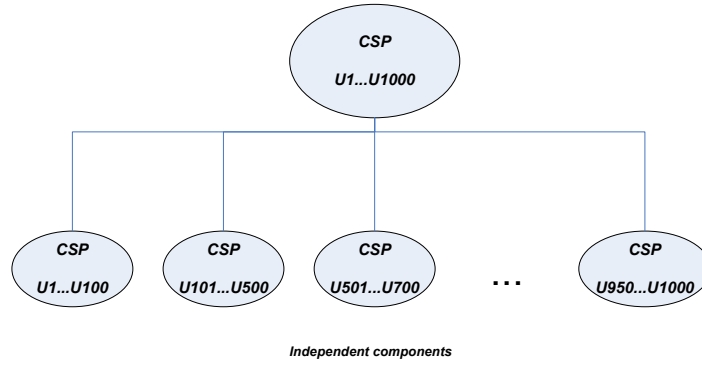 CSP
U1...U1000
CSP
U1...U100
CSP
U101...U500
CSP
U501...U700
...
CSP
U950...U1000
Independent components